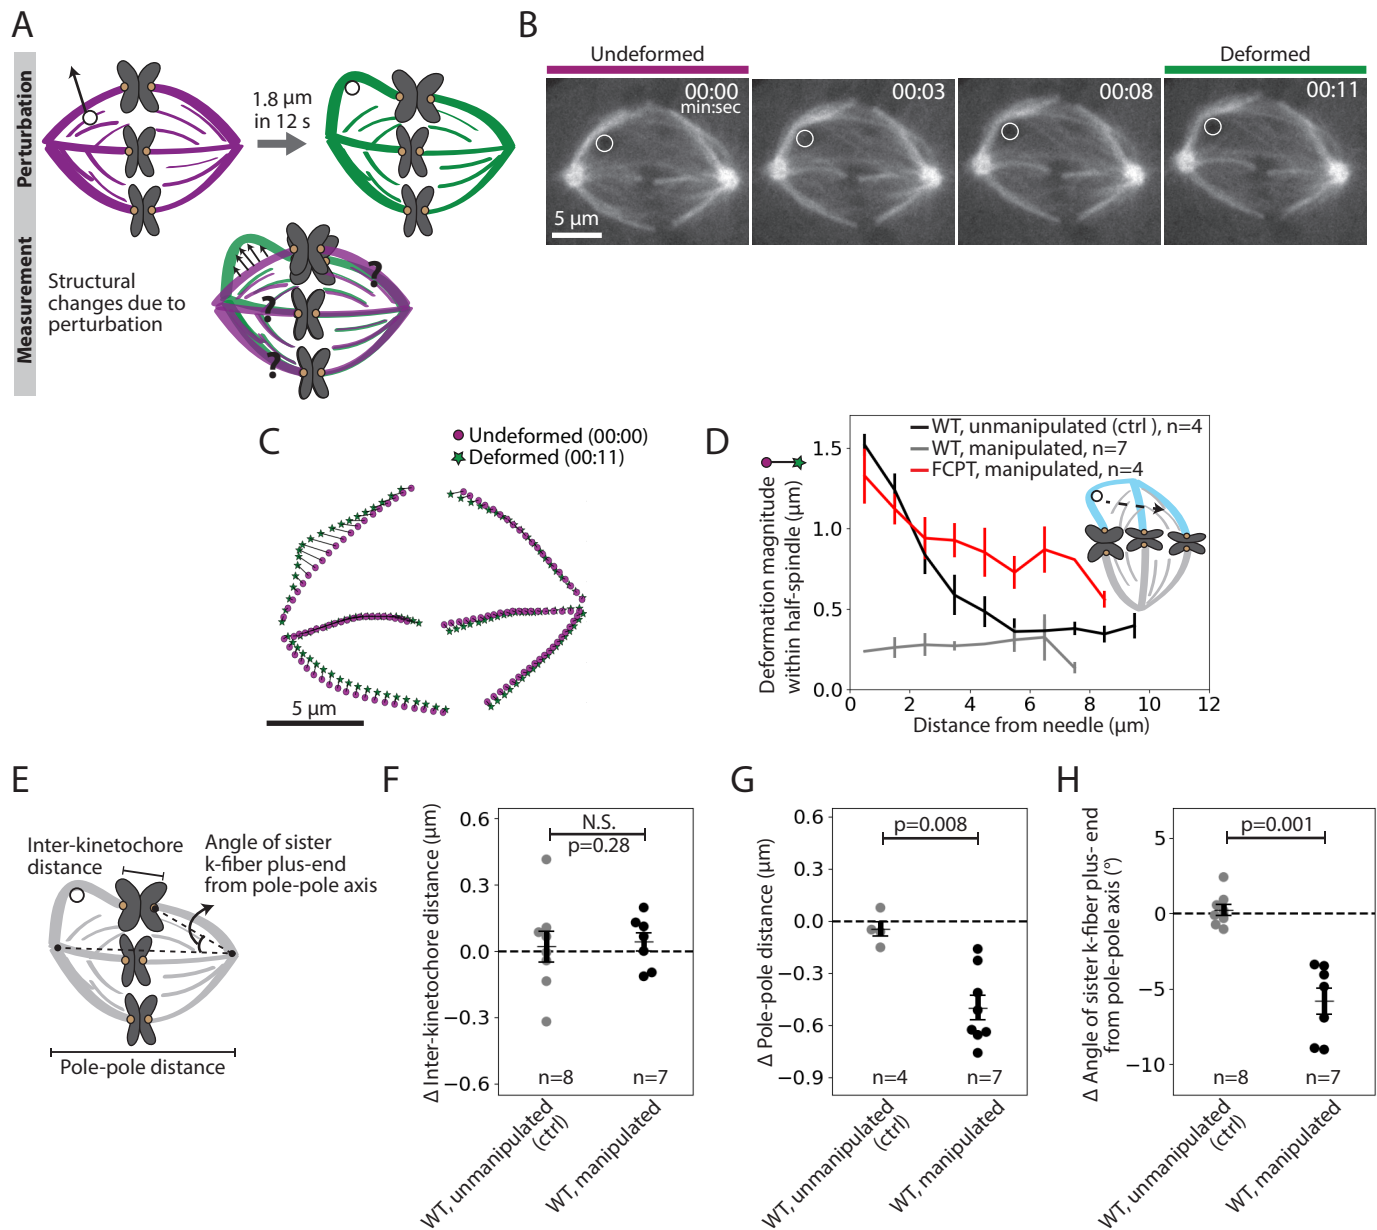 A
Perturbation
Measurement
1.8 µm
in 12 s
Structural
changes due to
perturbation
?
?
?
B
Undeformed
Deformed
00:00
min:sec
00:03
00:08
00:11
5 µm
C
Undeformed (00:00)
Deformed (00:11)
5 µm
D
Deformation magnitude
within half-spindle (µm)
1.5
1.0
0.5
0.0
WT, unmanipulated (ctrl ), n=4
WT, manipulated, n=7
FCPT, manipulated, n=4
0
2
4
6
8
10
12
Distance from needle (µm)
E
Inter-kinetochore
distance
Angle of sister
k-fiber plus-end
from pole-pole axis
Pole-pole distance
F
Δ Inter-kinetochore distance (µm)
0.6
0.3
0.0
−0.3
−0.6
N.S.
p=0.28
n=8
n=7
WT, unmanipulated
(ctrl)
WT, manipulated
G
Δ Pole-pole distance (µm)
0.6
0.3
0.0
−0.3
−0.6
−0.9
p=0.008
n=4
n=7
WT, unmanipulated
(ctrl)
WT, manipulated
H
Δ Angle of sister k-fiber plus- end
from pole-pole axis (°)
5
0
−5
−10
p=0.001
n=8
n=7
WT, unmanipulated
(ctrl)
WT, manipulated